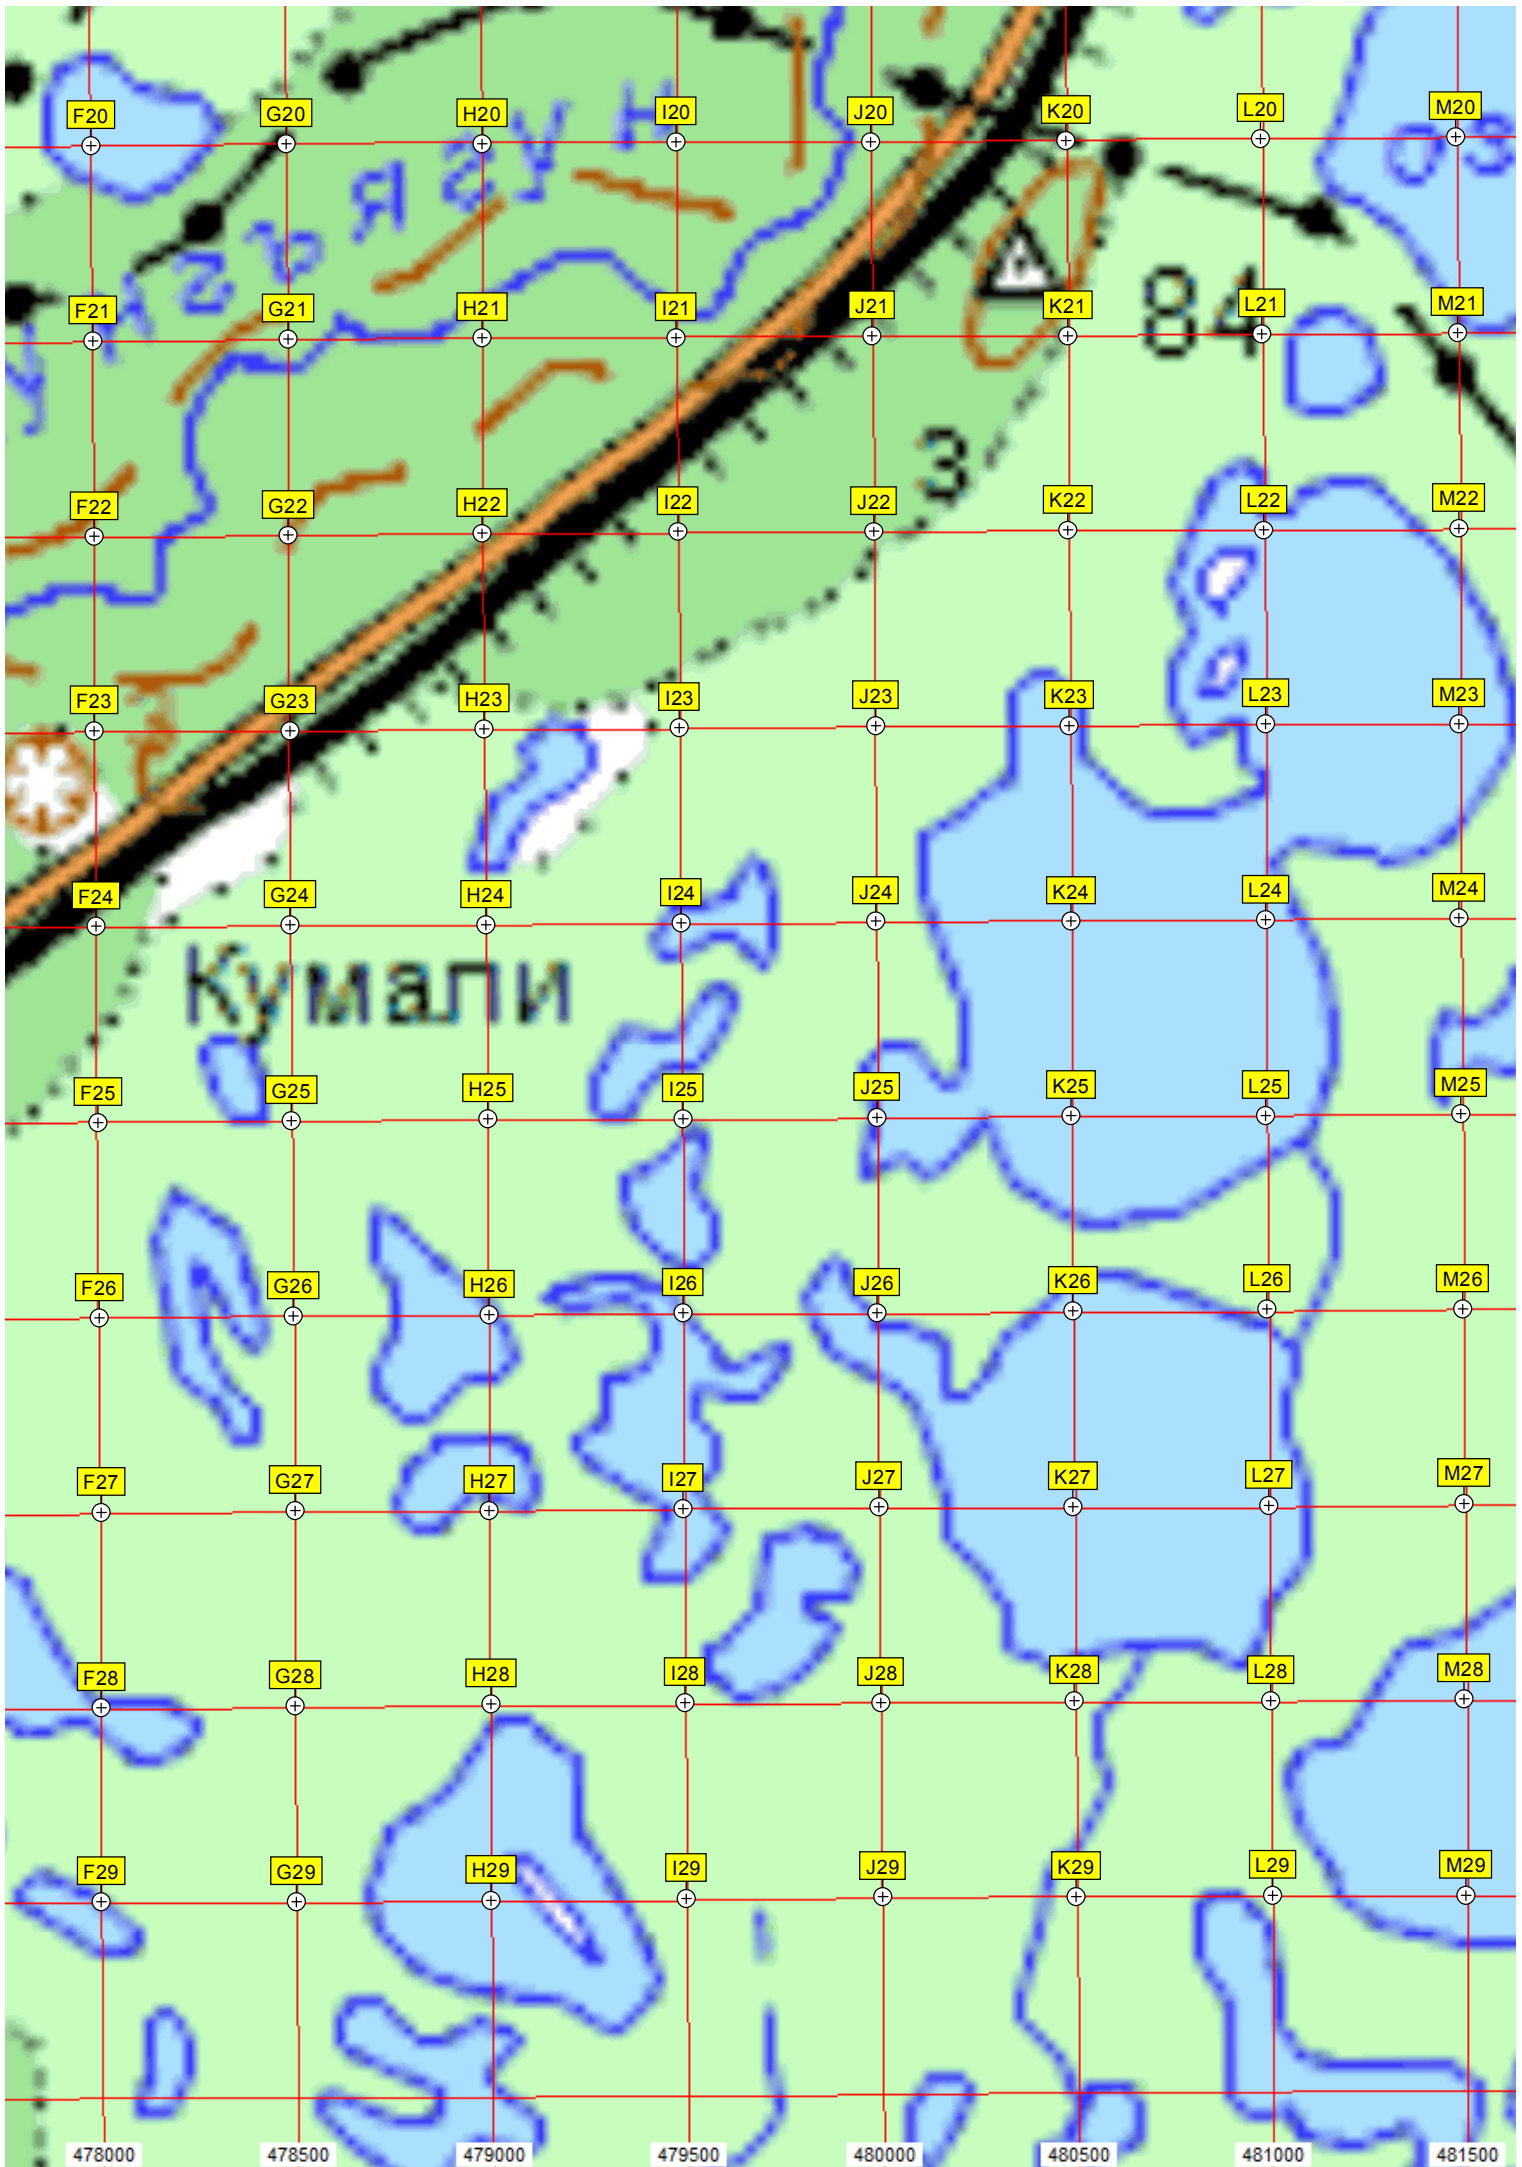 F20 G20 H20 I20 J20 K20 L20 M20
оз
F21 G21 H21 I21 J21 K21 L21 M21
84
3
F22 G22 H22 I22 J22 K22 L22 M22
F23 G23 H23 I23 J23 K23 L23 M23
F24 G24 H24 I24 J24 K24 L24 M24
Кумали
F25 G25 H25 I25 J25 K25 L25 M25
F26 G26 H26 I26 J26 K26 L26 M26
F27 G27 H27 I27 J27 K27 L27 M27
F28 G28 H28 I28 J28 K28 L28 M28
F29 G29 H29 I29 J29 K29 L29 M29
478000 478500 479000 479500 480000 480500 481000 481500